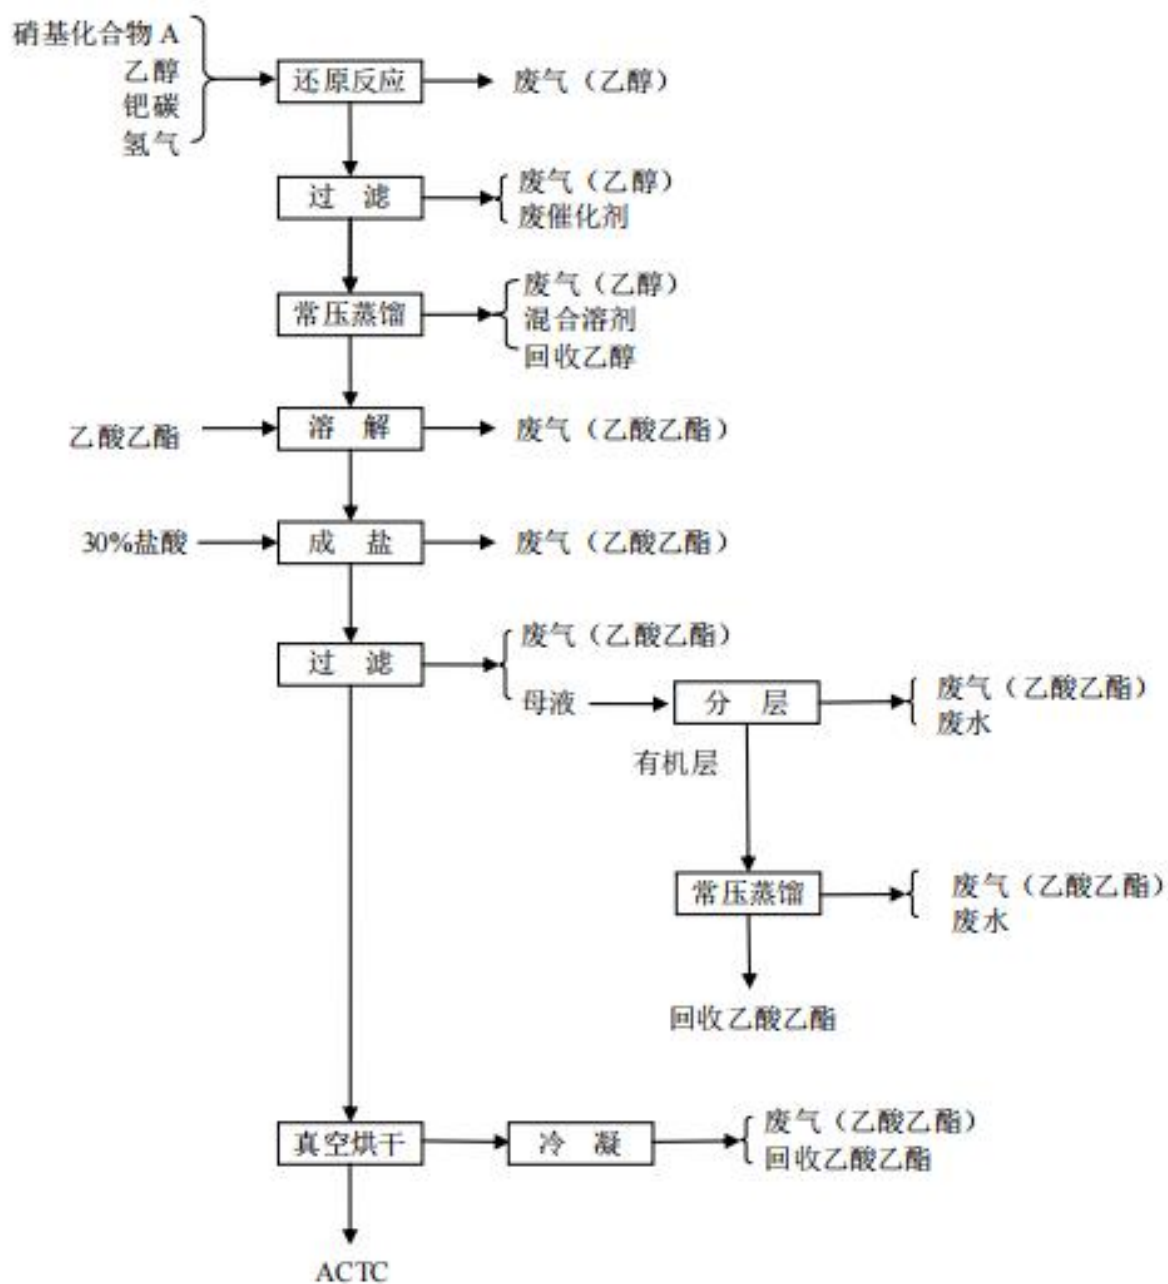 硝基化合物 A
乙醇
钯碳
氢气
还原反应
废气（乙醇）
过 滤
废气（乙醇）
废催化剂
常压蒸馏
废气（乙醇）
混合溶剂
回收乙醇
乙酸乙酯
溶 解
废气（乙酸乙酯）
30%盐酸
成 盐
废气（乙酸乙酯）
过 滤
废气（乙酸乙酯）
母液
分 层
废气（乙酸乙酯）
废水
有机层
常压蒸馏
废气（乙酸乙酯）
废水
回收乙酸乙酯
真空烘干
冷 凝
废气（乙酸乙酯）
回收乙酸乙酯
ACTC